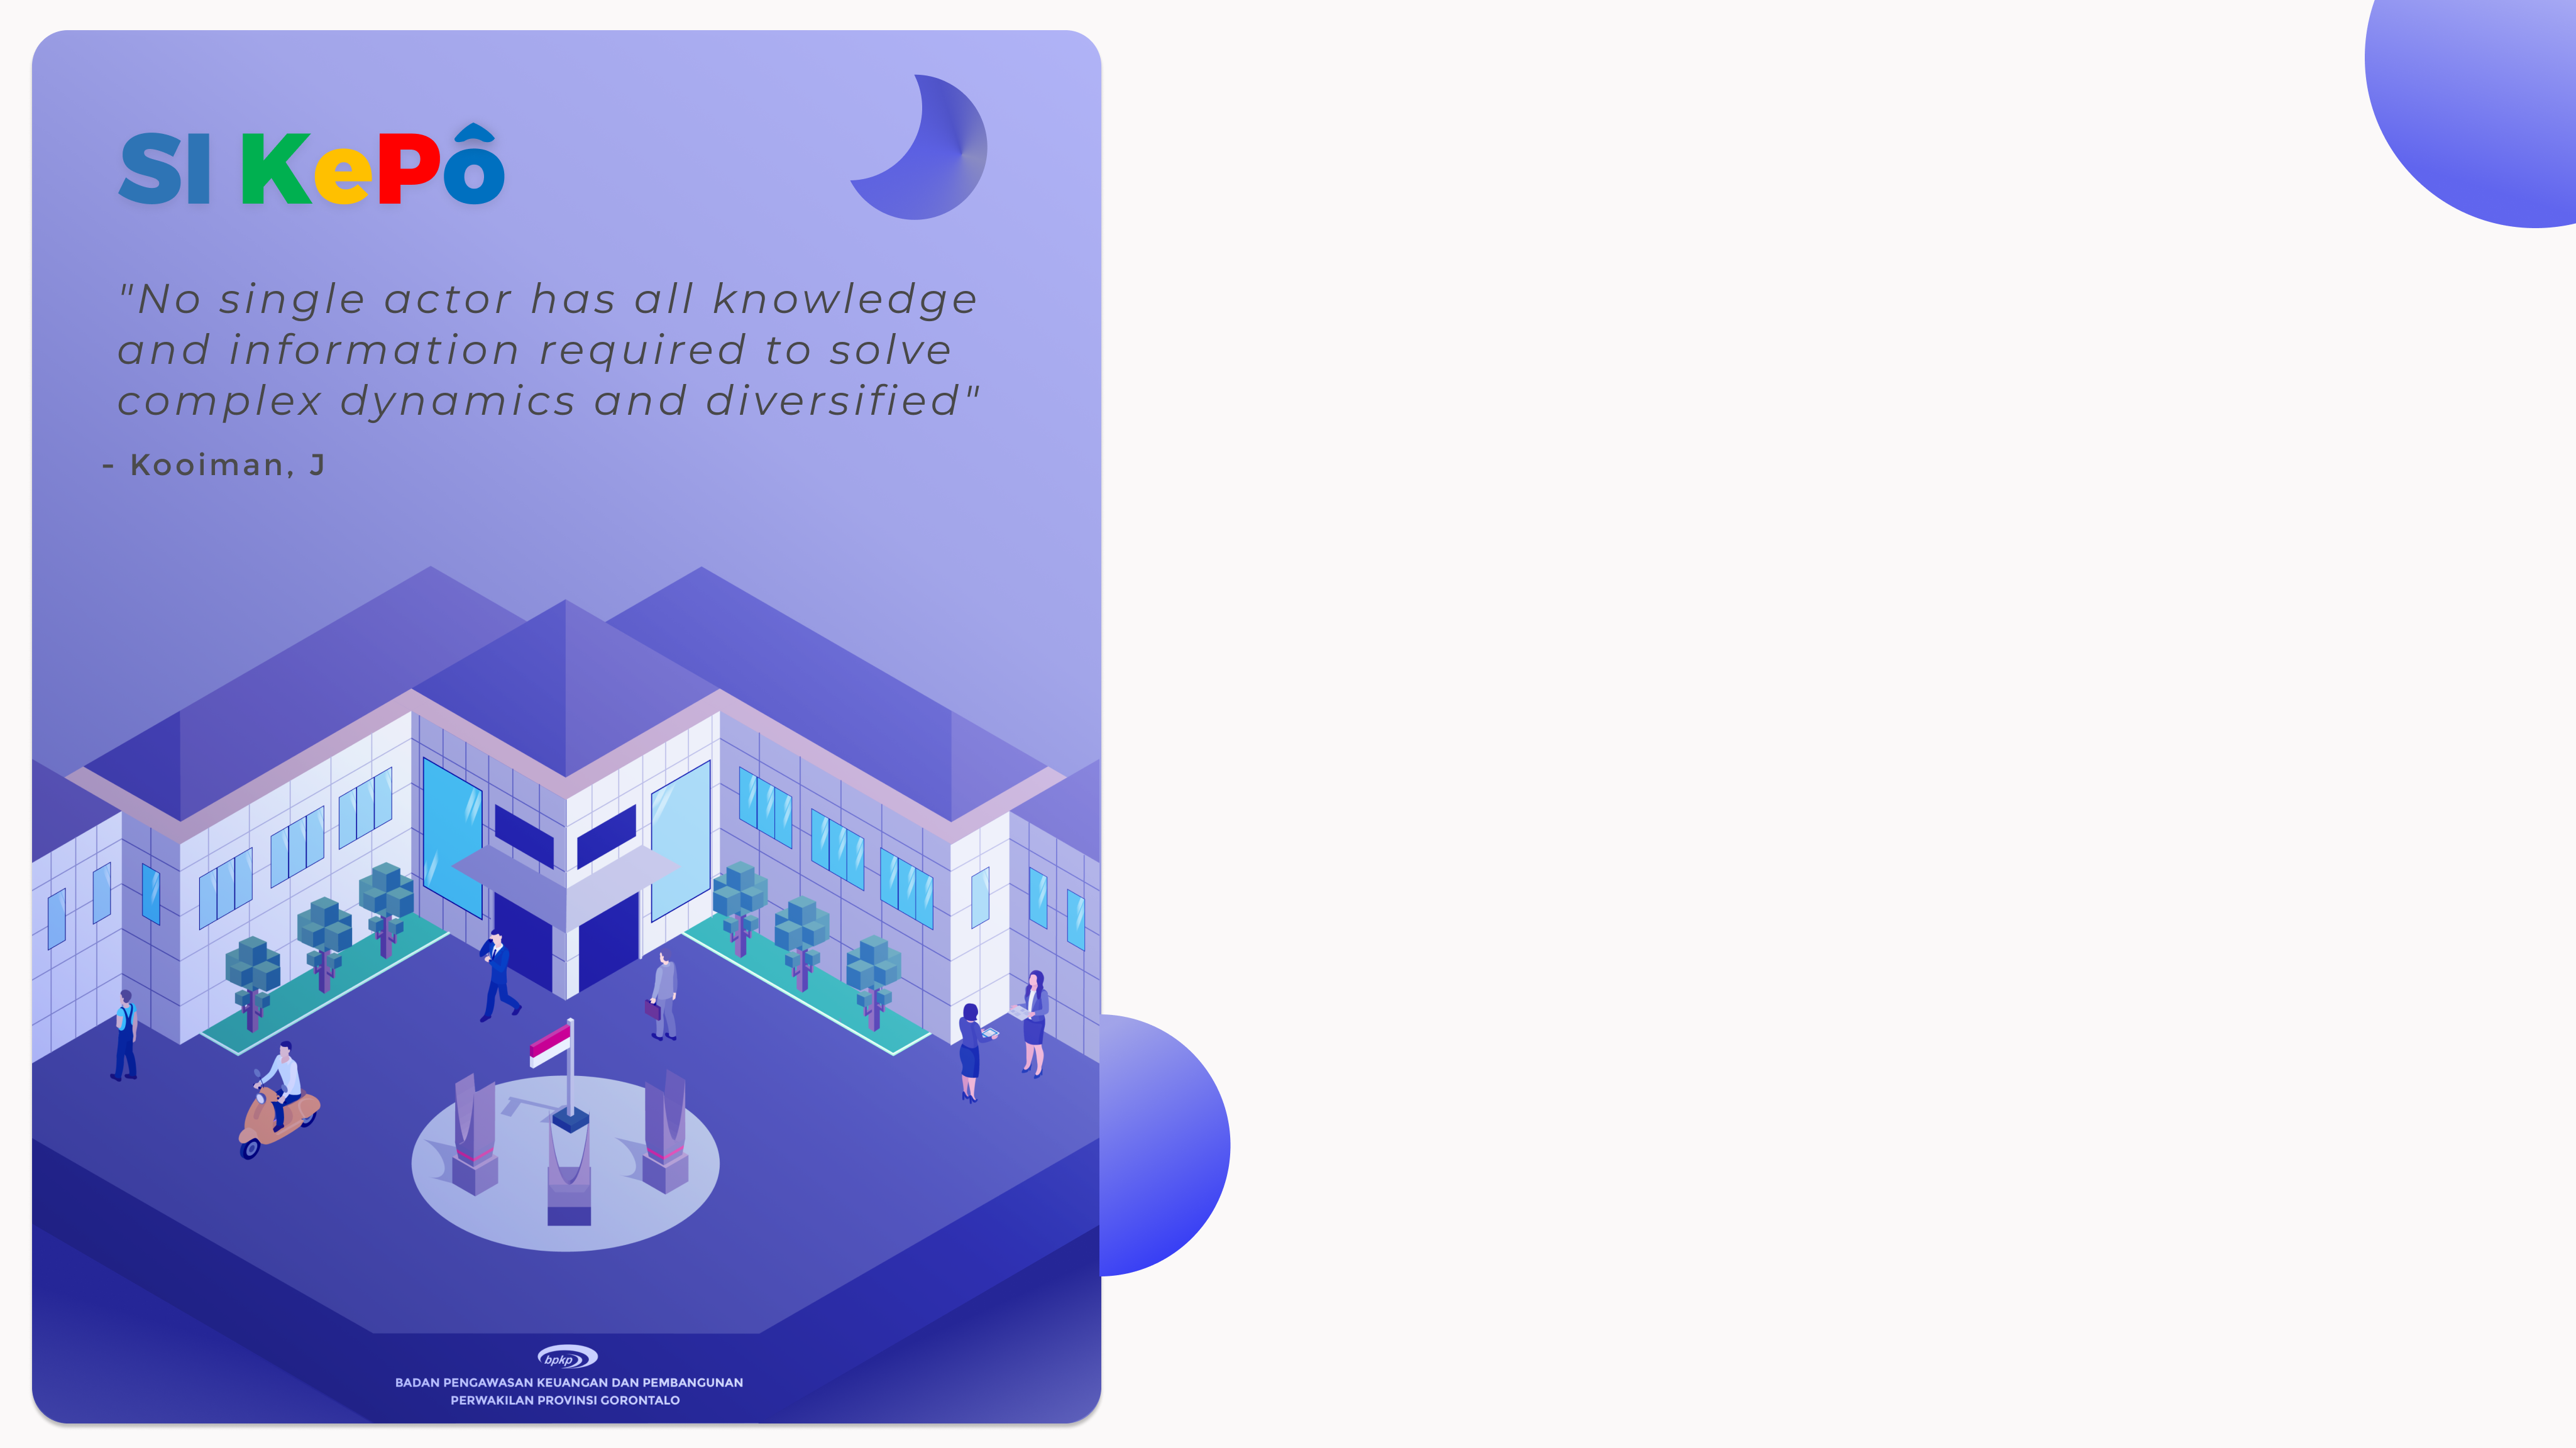 SI KePô
"No single actor has all knowledge
and information required to solve
complex dynamics and diversified"
- Kooiman, J
bpkp
BADAN PENGAWASAN KEUANGAN DAN PEMBANGUNAN
PERWAKILAN PROVINSI GORONTALO